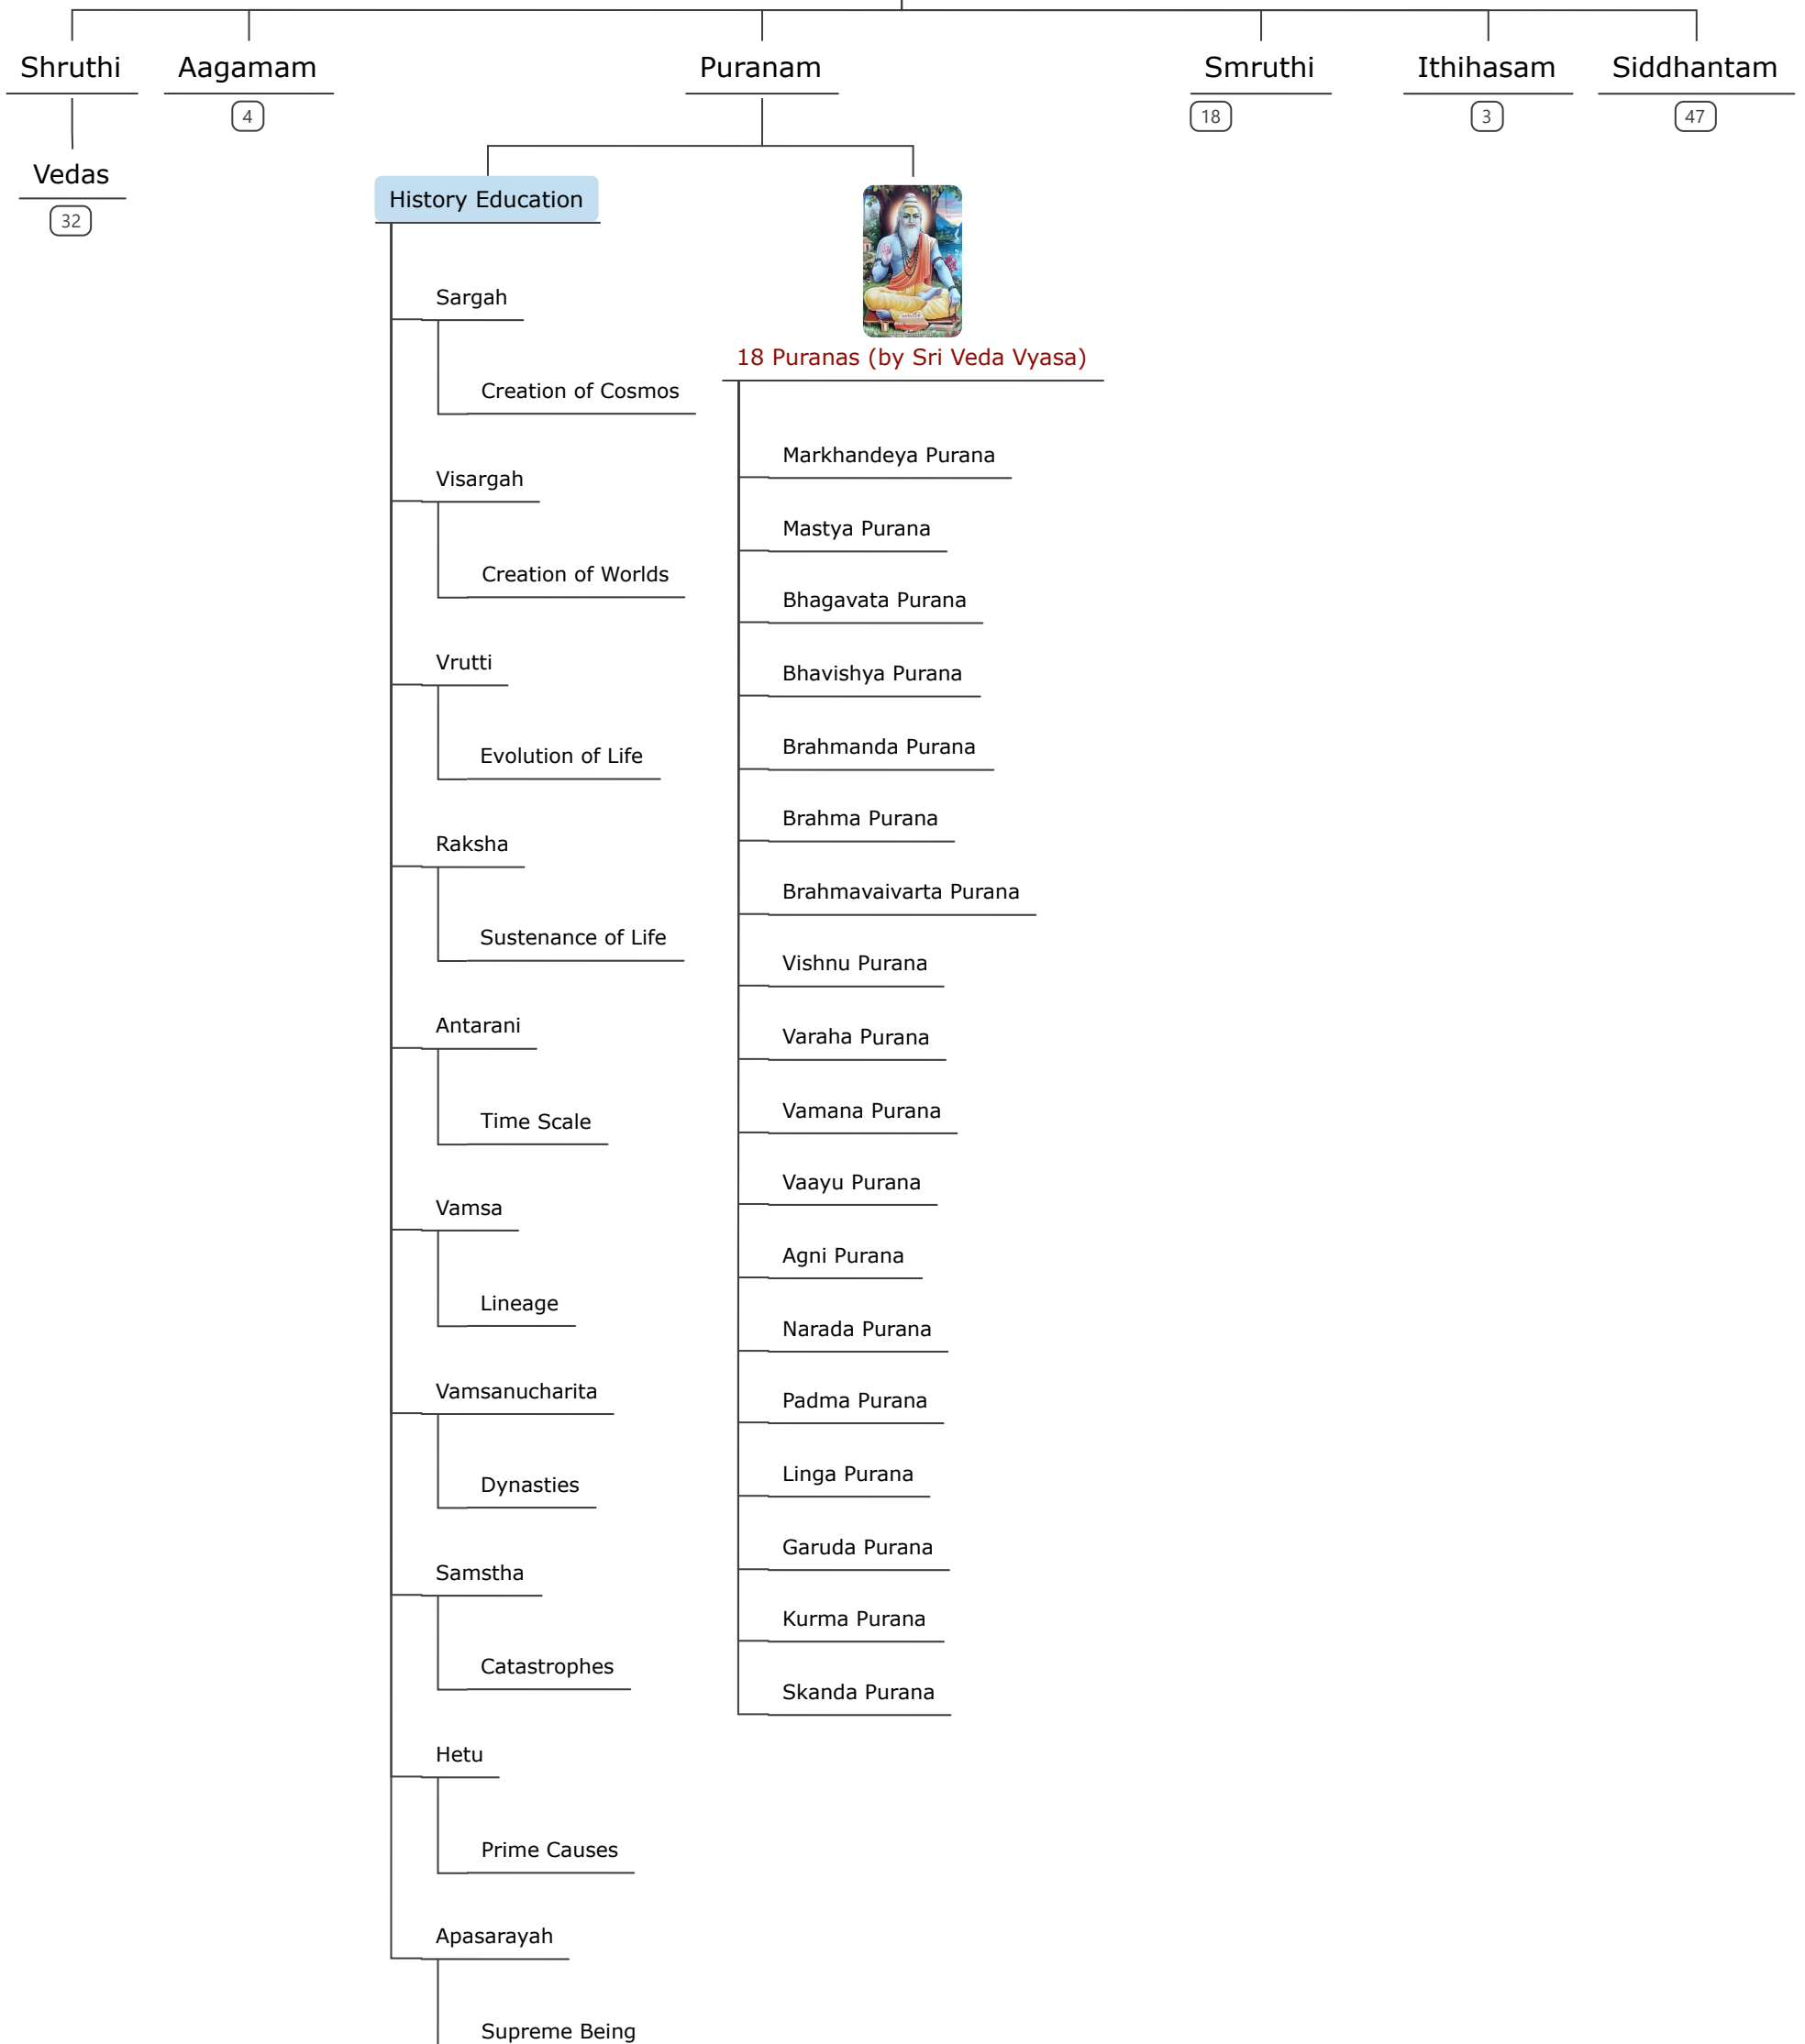 Shruthi
Aagamam
Puranam
Smruthi
Ithihasam
Siddhantam
4
18
3
47
Vedas
32
History Education
Sargah
Creation of Cosmos
Visargah
Creation of Worlds
Vrutti
Evolution of Life
Raksha
Sustenance of Life
Antarani
Time Scale
Vamsa
Lineage
Vamsanucharita
Dynasties
Samstha
Catastrophes
Hetu
Prime Causes
Apasarayah
Supreme Being
18 Puranas (by Sri Veda Vyasa)
Markhandeya Purana
Mastya Purana
Bhagavata Purana
Bhavishya Purana
Brahmanda Purana
Brahma Purana
Brahmavaivarta Purana
Vishnu Purana
Varaha Purana
Vamana Purana
Vaayu Purana
Agni Purana
Narada Purana
Padma Purana
Linga Purana
Garuda Purana
Kurma Purana
Skanda Purana